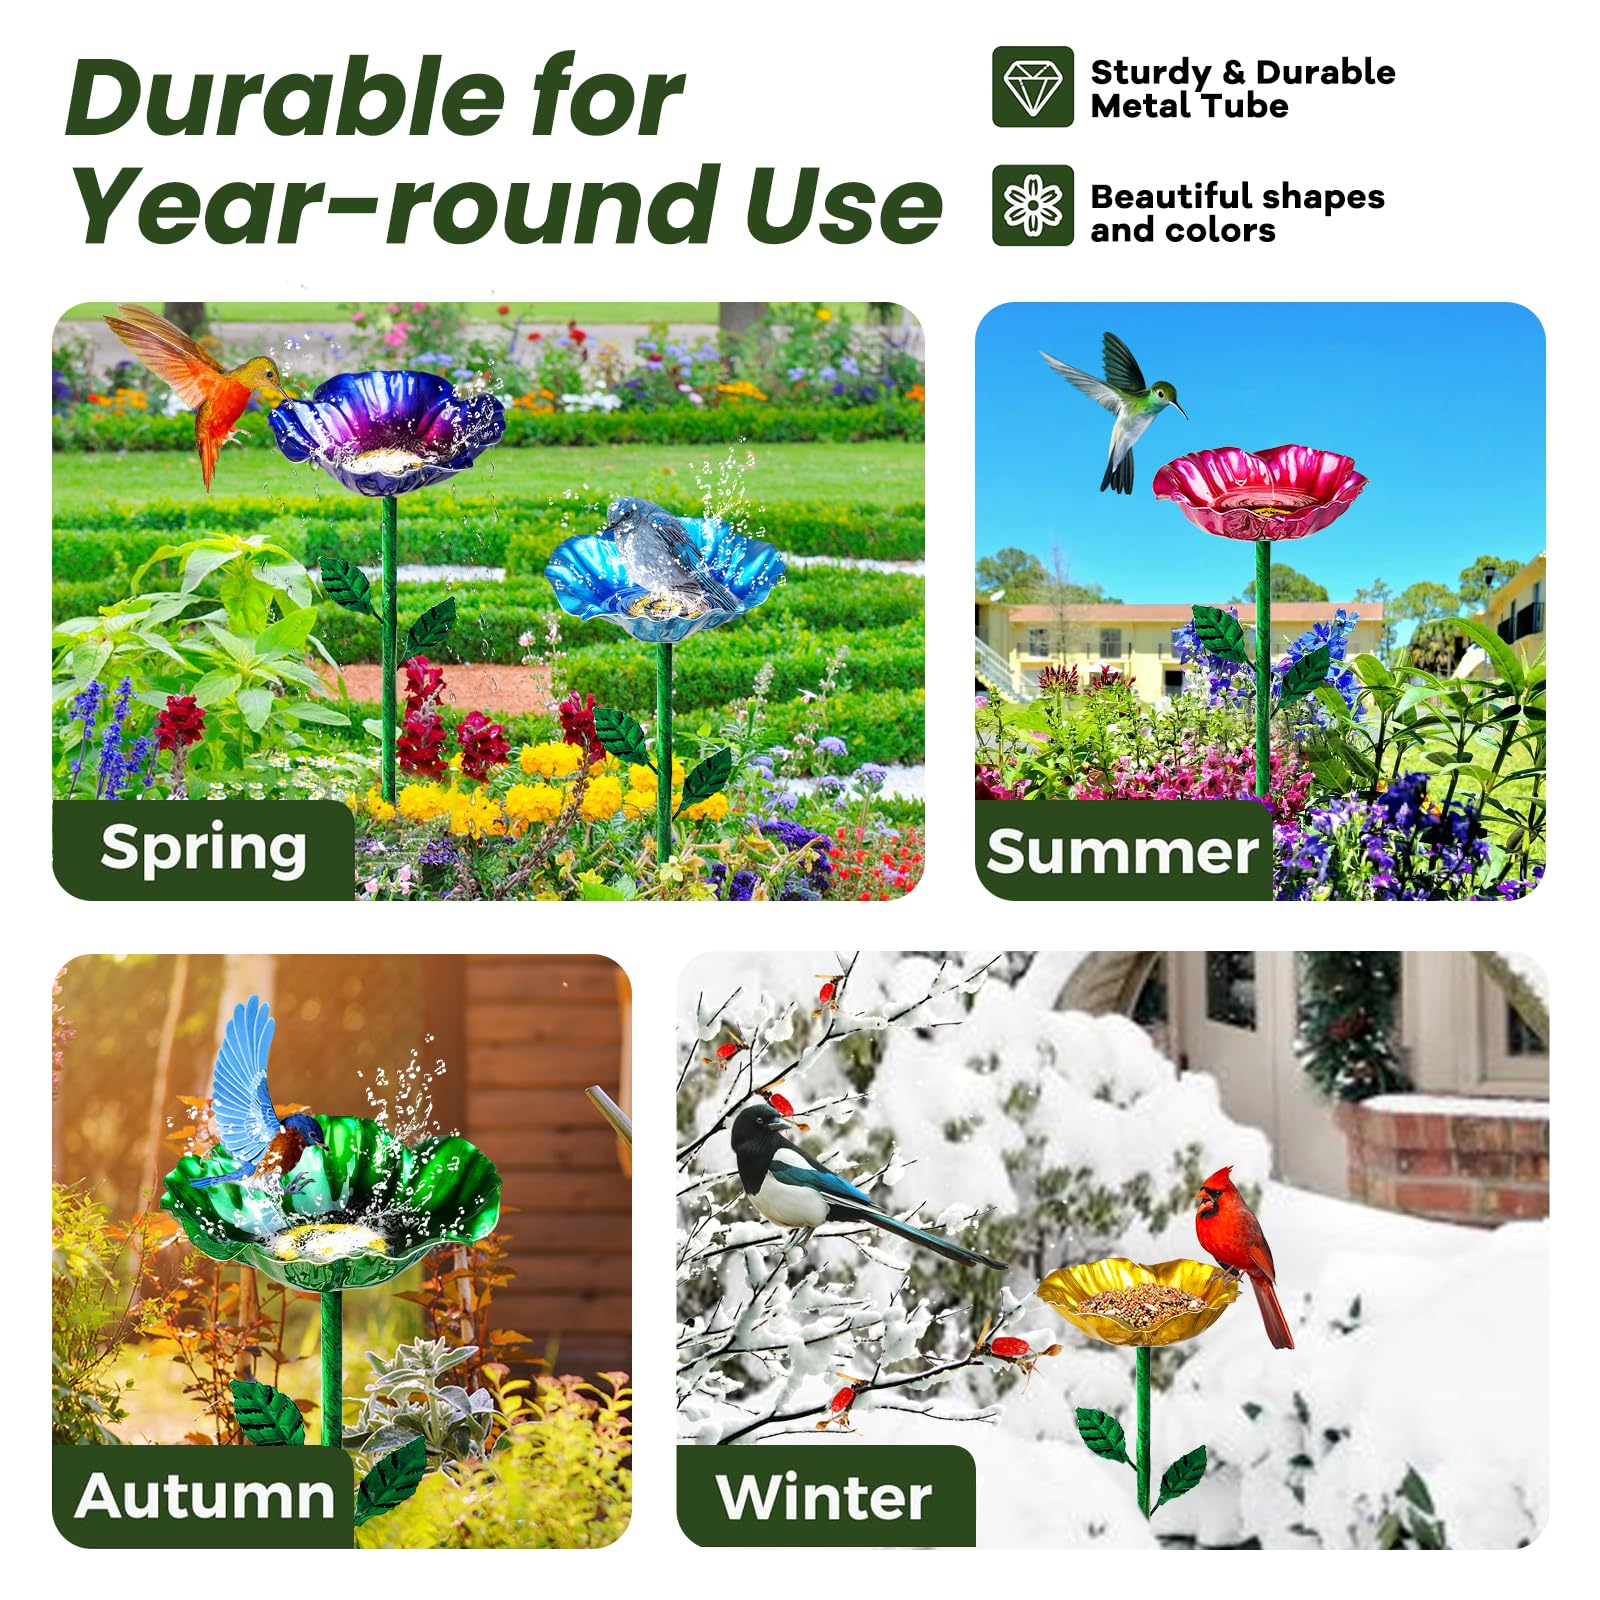 Durable for
Year-round Use
Sturdy & Durable
Metal Tube
Beautiful shapes
and colors
Spring
Summer
Autumn
Winter